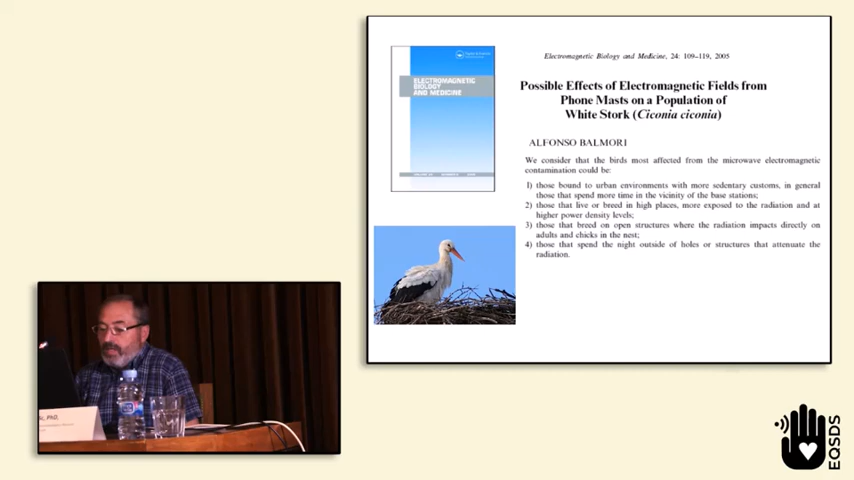 Electromagnetic Biology and Medicine, 24: 109–119, 2005
ELECTROMAGNETIC
BIOLOGY
AND MEDICINE
Possible Effects of Electromagnetic Fields from
Phone Masts on a Population of
White Stork (Ciconia ciconia)
ALFONSO BALMORI
We consider that the birds most affected from the microwave electromagnetic
contamination could be:
1) those bound to urban environments with more sedentary customs, in general
those that spend more time in the vicinity of the base stations;
2) those that live or breed in high places, more exposed to the radiation and at
higher power density levels;
3) those that breed on open structures where the radiation impacts directly on
adults and chicks in the nest;
4) those that spend the night outside of holes or structures that attenuate the
radiation.
PhD,
EQSDS